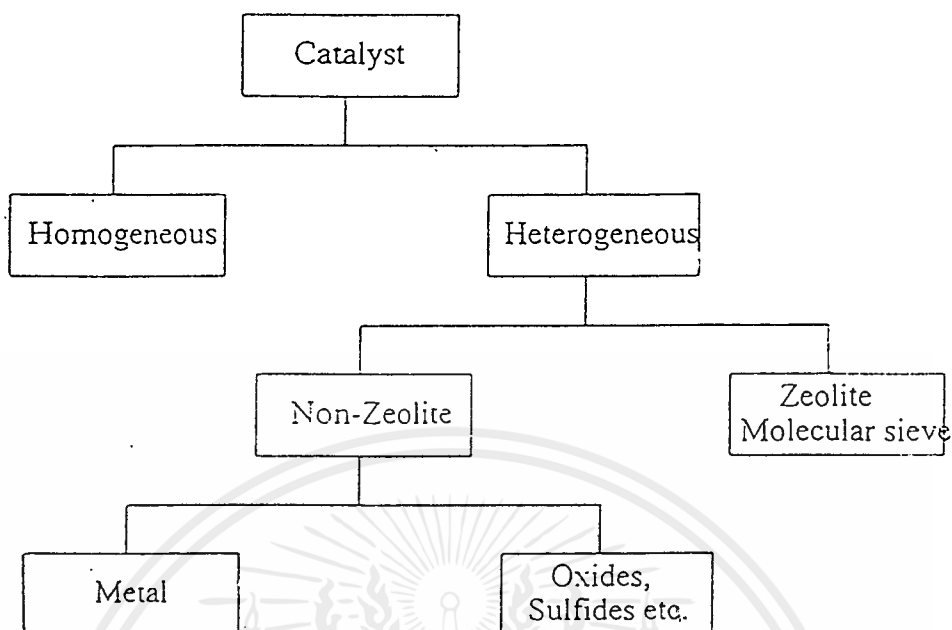 Catalyst
Homogeneous
Heterogeneous
Non-Zeolite
Zeolite
Molecular sieve
Metal
Oxides,
Sulfides etc.